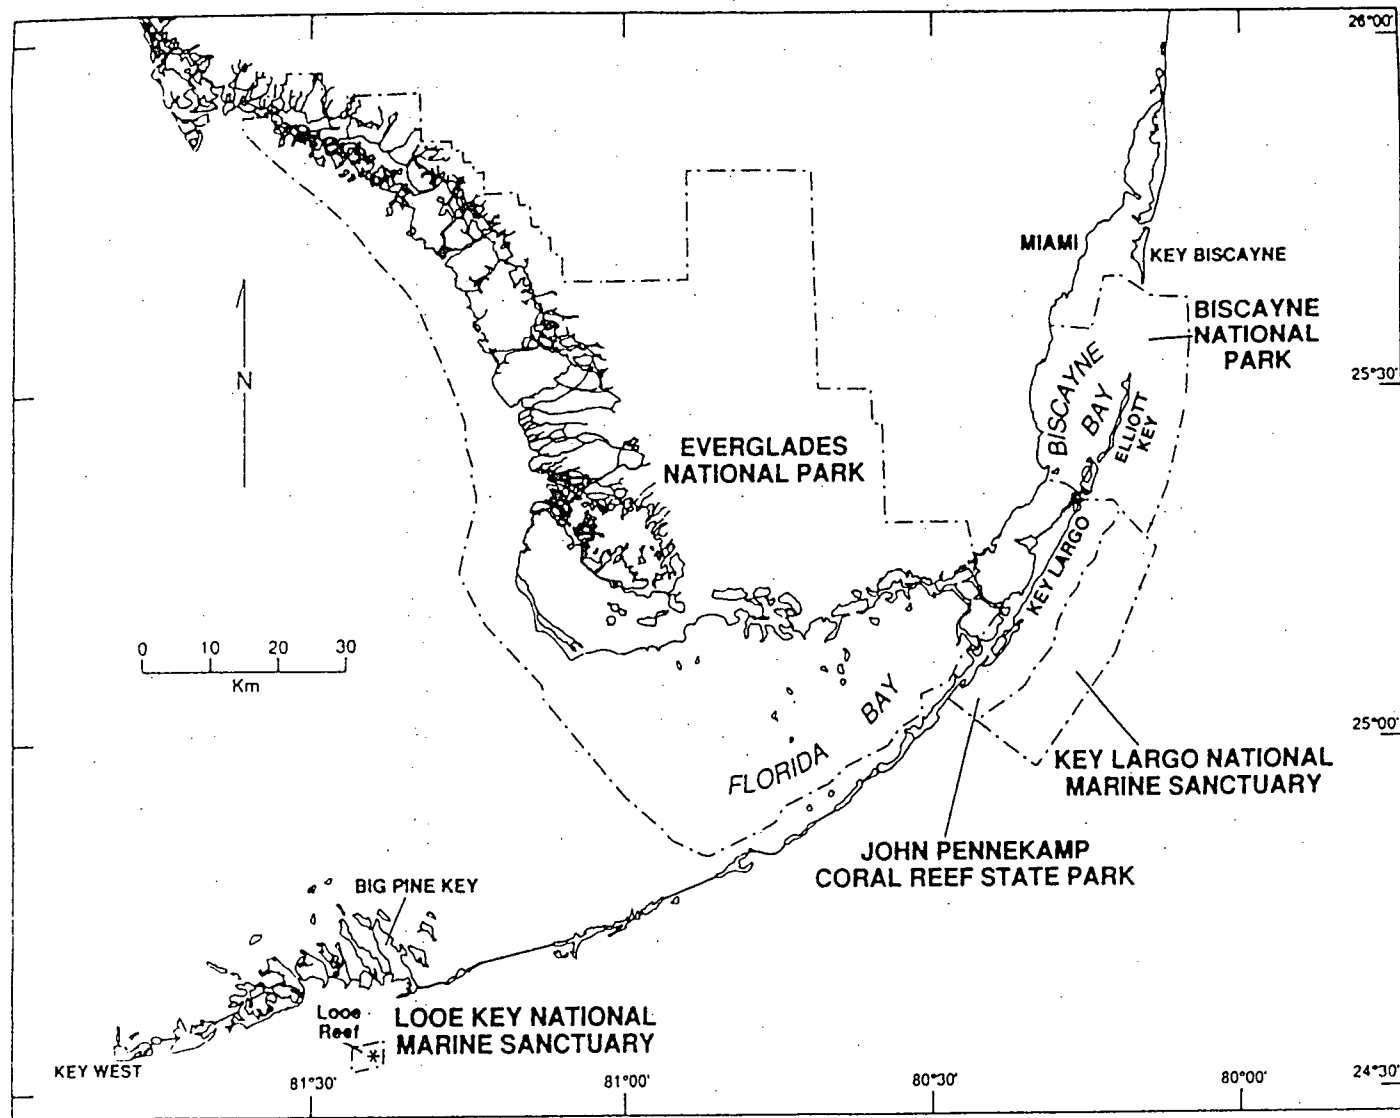 26°00'
MIAMI
KEY BISCAYNE
BISCAYNE
NATIONAL
PARK
N
25°30'
BISCAYNE
BAY
ELLIOTT
KEY
EVERGLADES
NATIONAL PARK
KEY LARGO
0 10 20 30
Km
FLORIDA
BAY
25°00'
KEY LARGO NATIONAL
MARINE SANCTUARY
JOHN PENNEKAMP
CORAL REEF STATE PARK
BIG PINE KEY
Looe
Reef
LOOE KEY NATIONAL
MARINE SANCTUARY
*
KEY WEST
81°30'
81°00'
80°30'
80°00'
24°30'